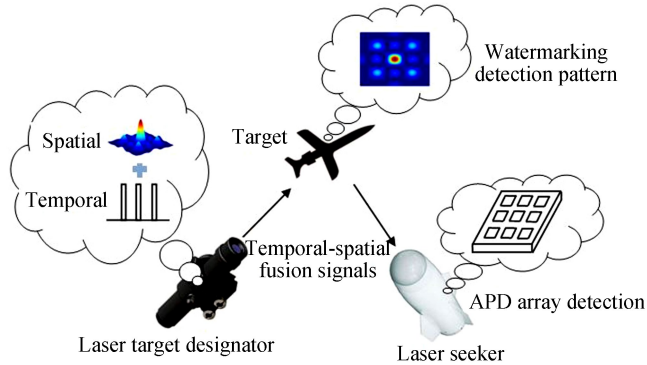 Watermarking
detection pattern
Target
Spatial
Temporal
Temporal-spatial
fusion signals
APD array detection
Laser target designator
Laser seeker